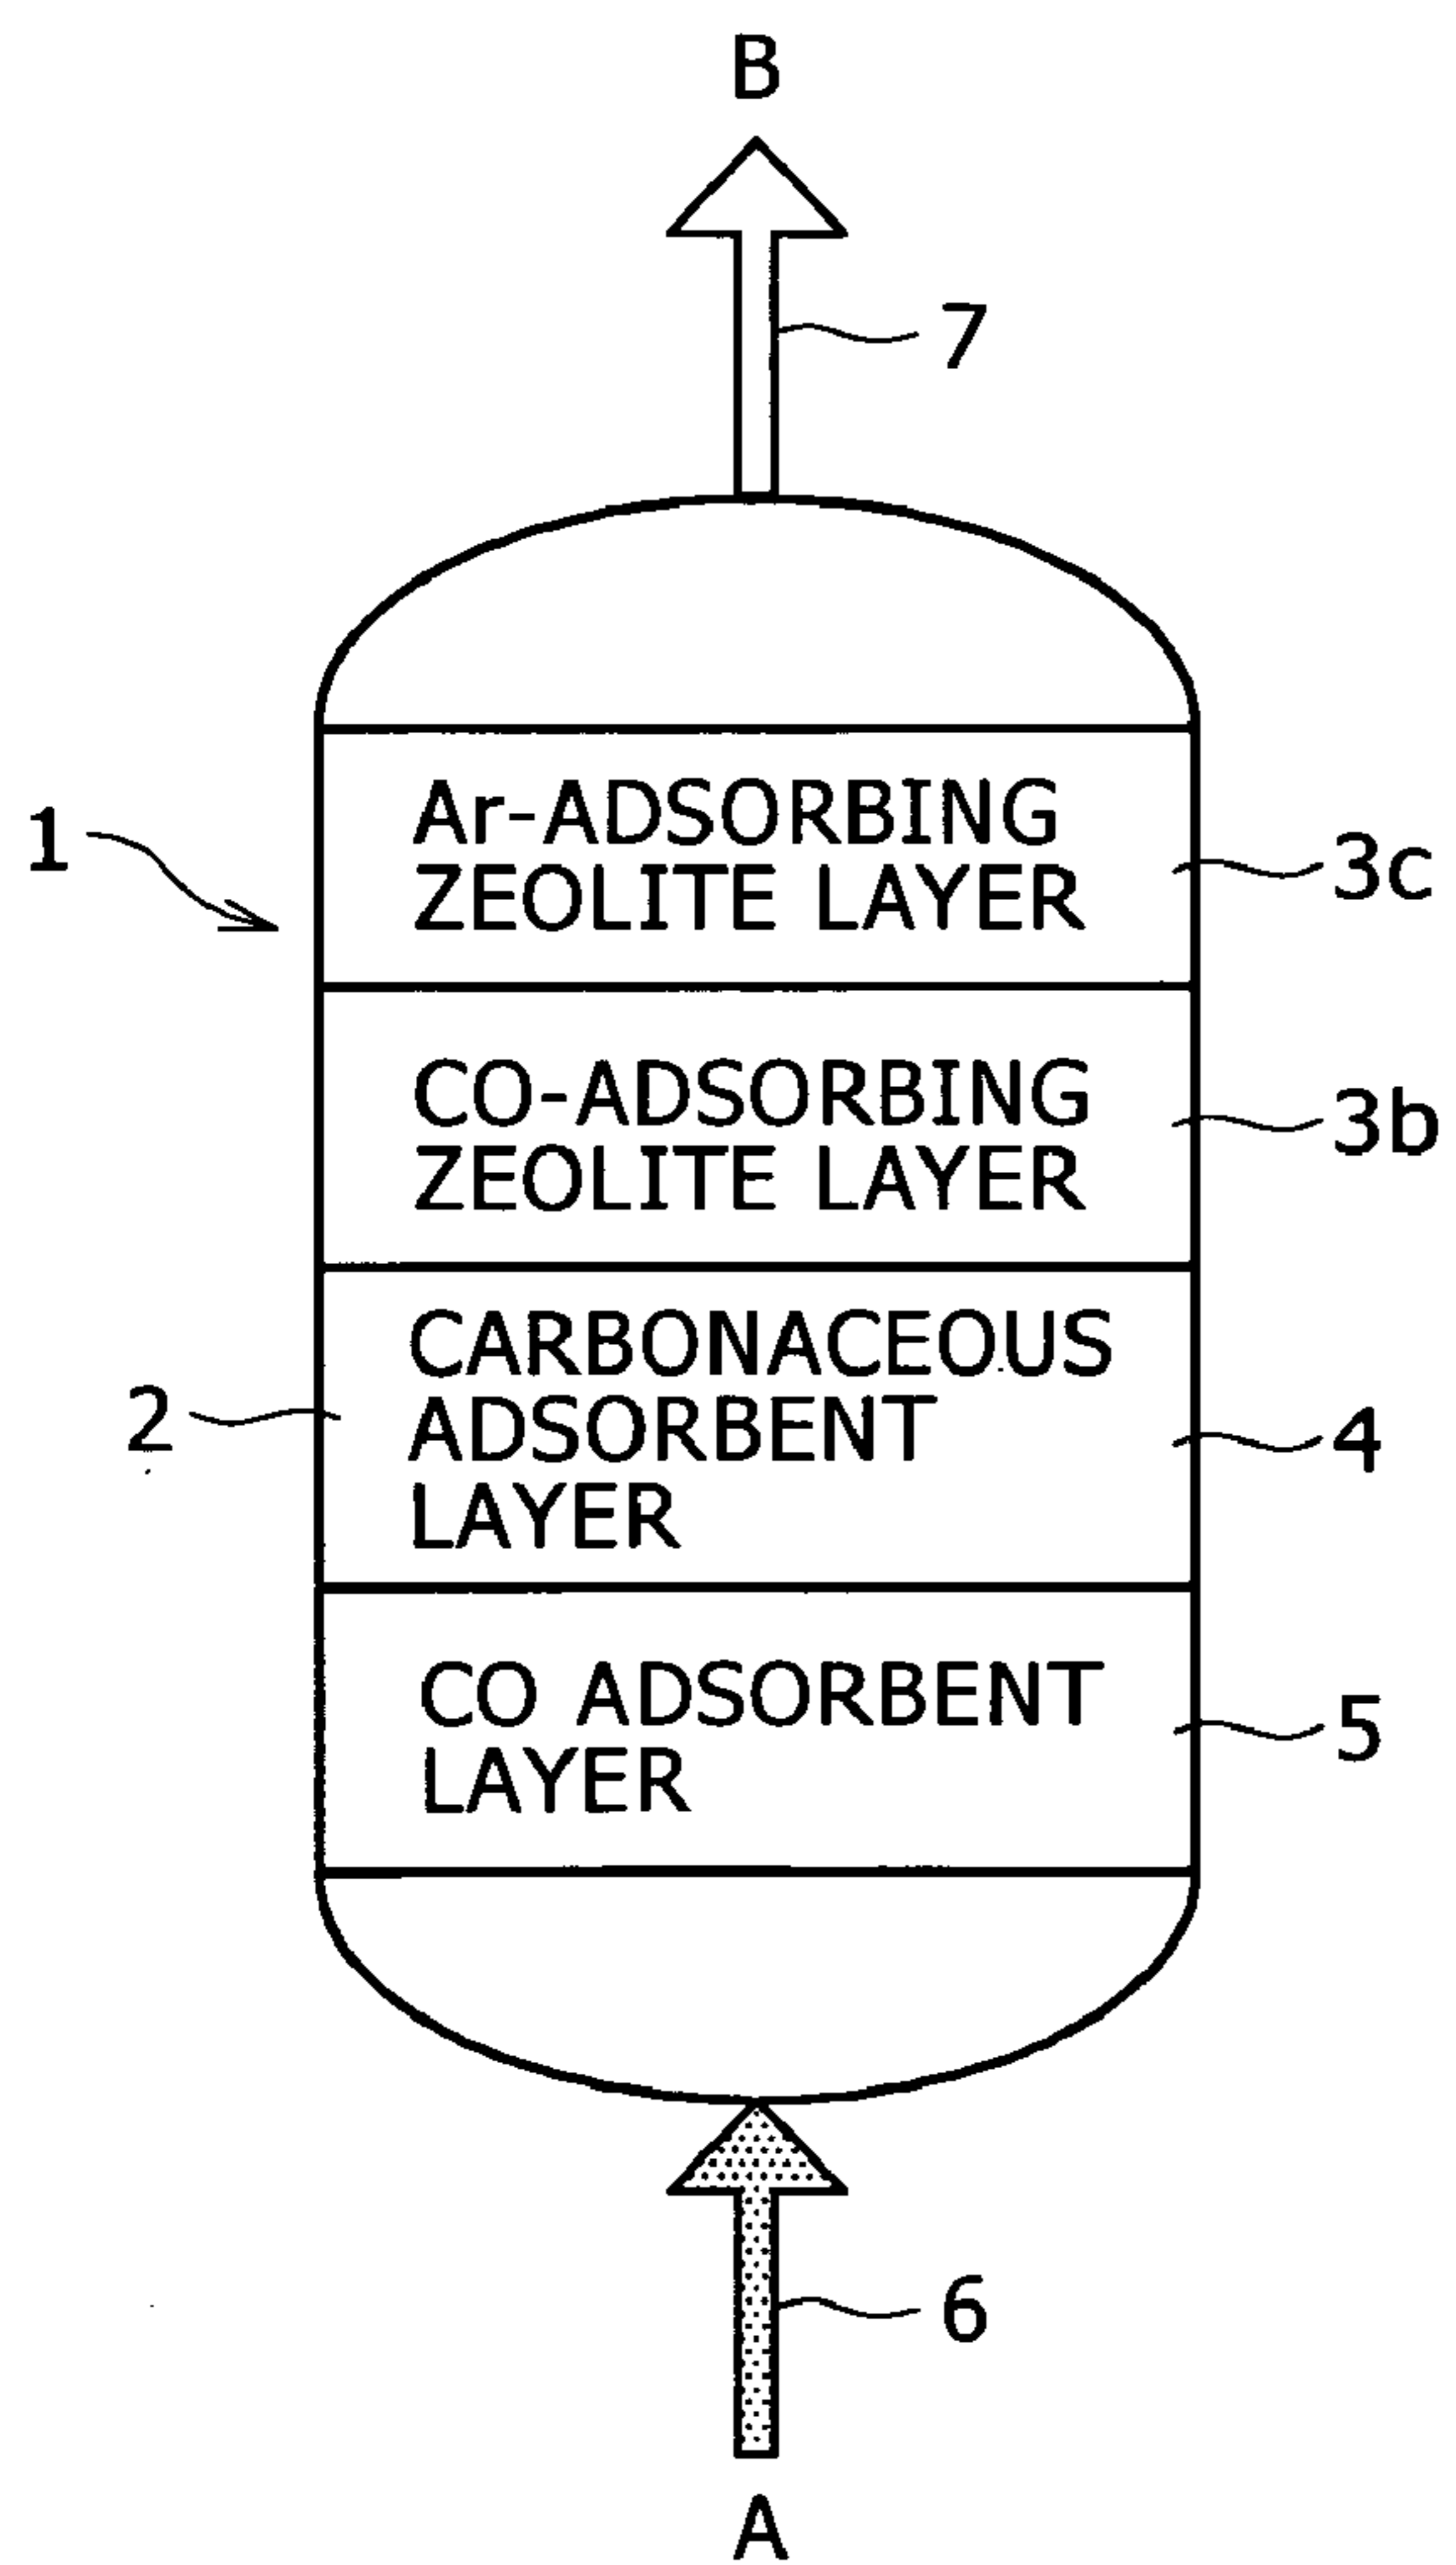 B
7
1
Ar-ADSORBING
ZEOLITE LAYER
3c
CO-ADSORBING
ZEOLITE LAYER
3b
CARBONACEOUS
ADSORBENT
LAYER
2
4
CO ADSORBENT
LAYER
5
6
A